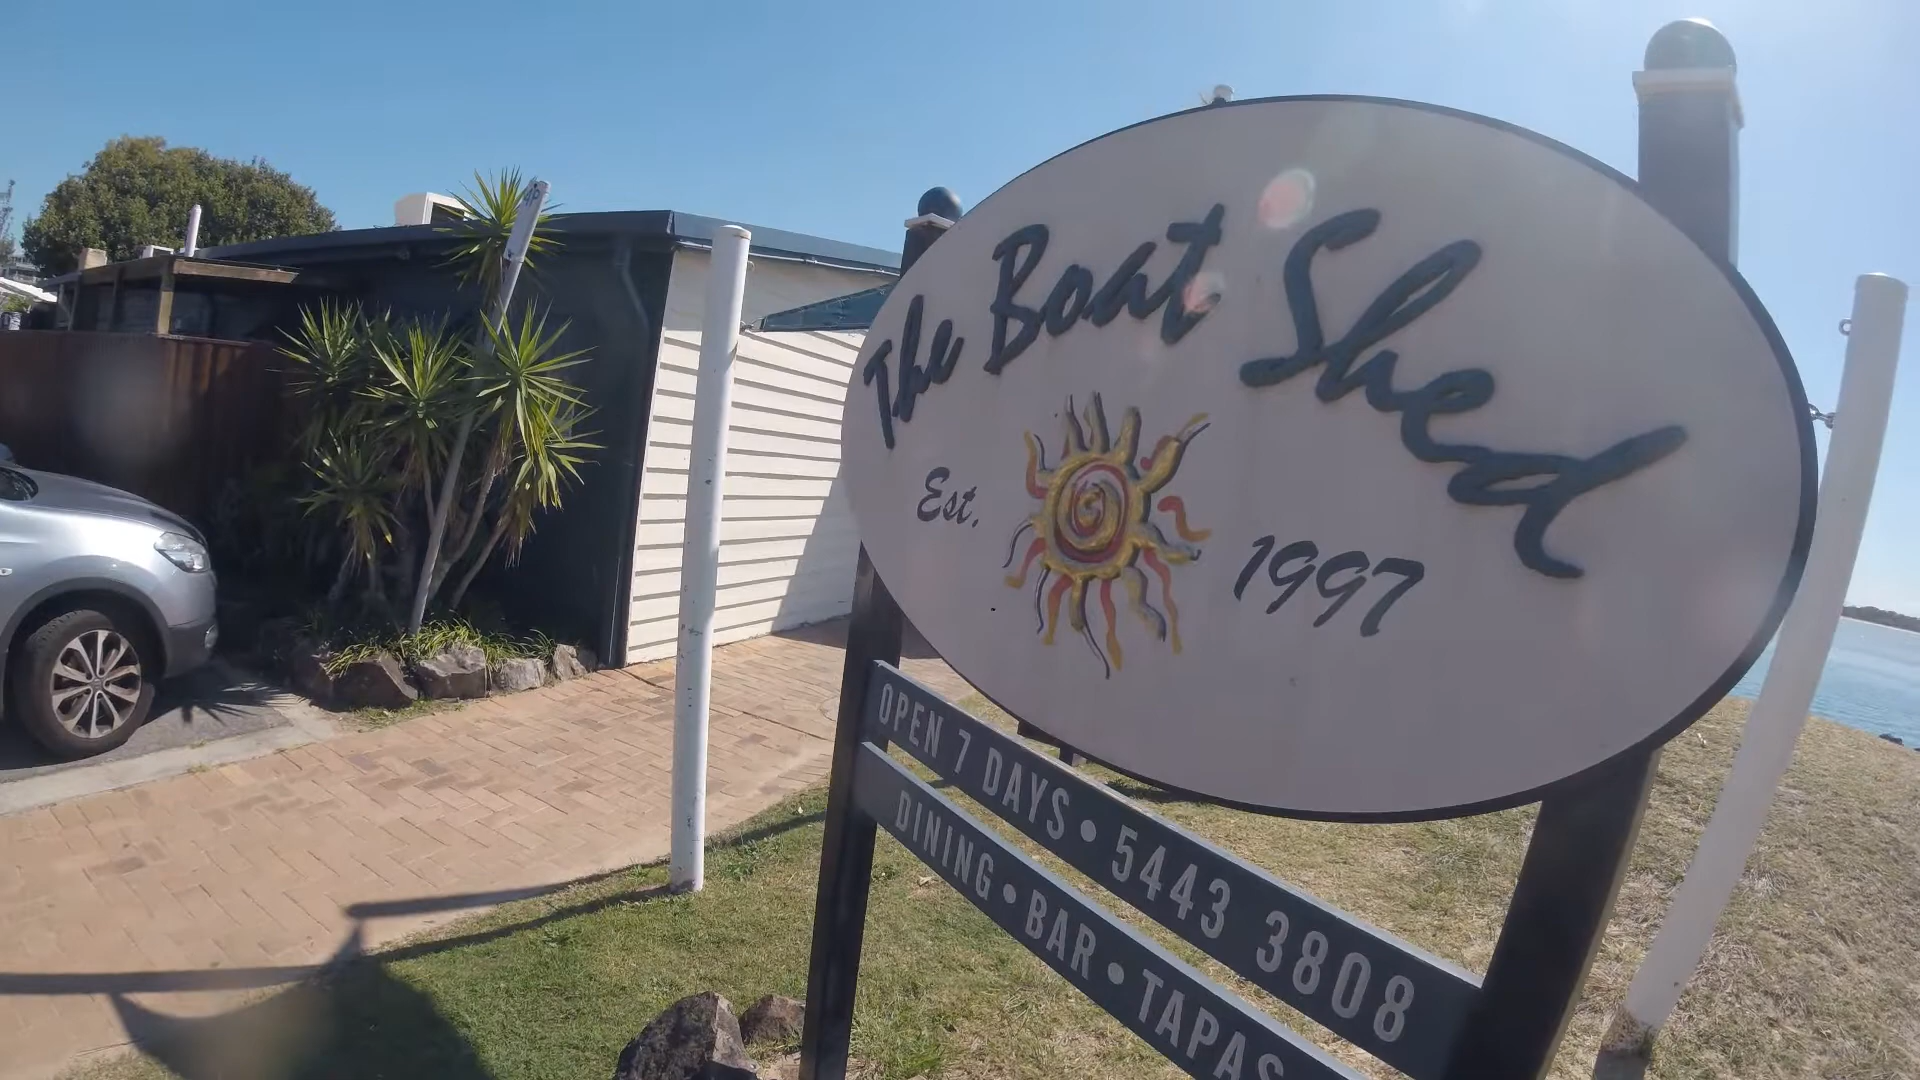 The Boat Shed
Est. 1997
OPEN 7 DAYS • 5443 3808
DINING • BAR • TAPAS